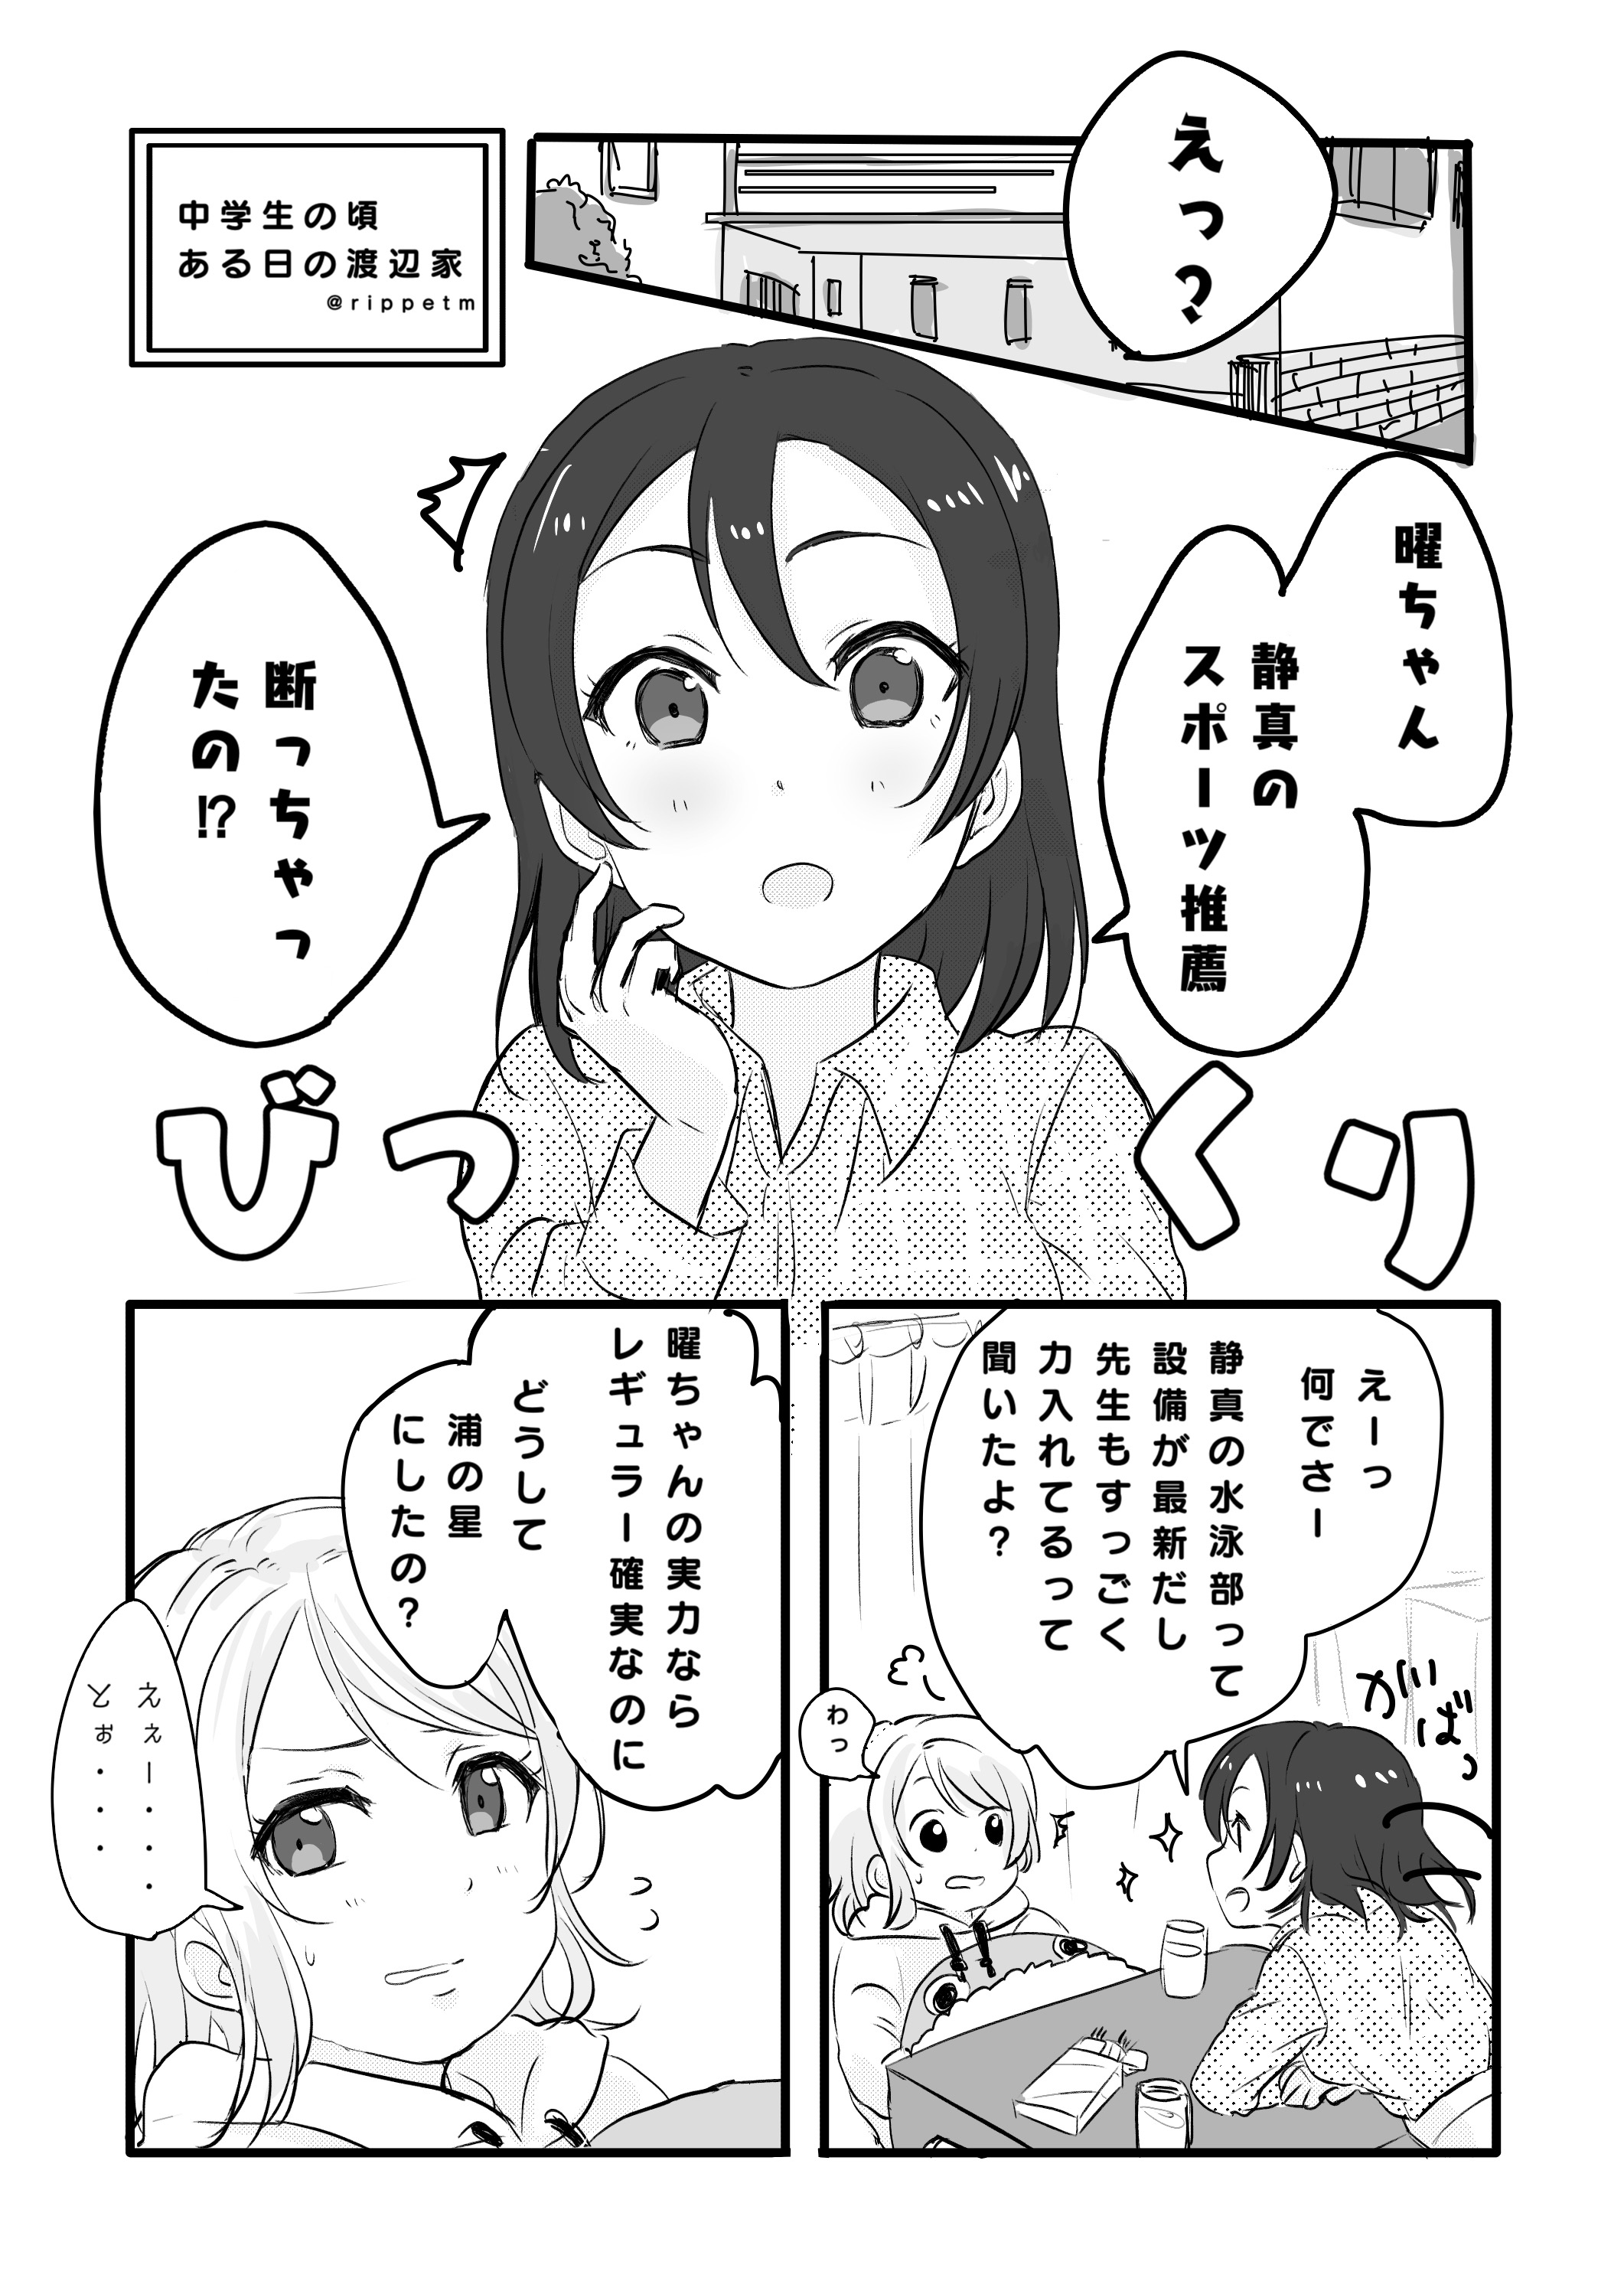 中学生の頃
ある日の渡辺家
@rippetm
えっ?
曜ちゃん
静真の
スポーツ推薦
断っちゃっ
たの⁉
びっくり
えーっ
何でさー
静真の水泳部って
設備が最新だし
先生もすっごく
力入れてるって
聞いたよ?
がばっ
わっ
曜ちゃんの実力なら
レギュラー確実なのに
どうして
浦の星
にしたの?
えぇー・・・
とぉ・・・